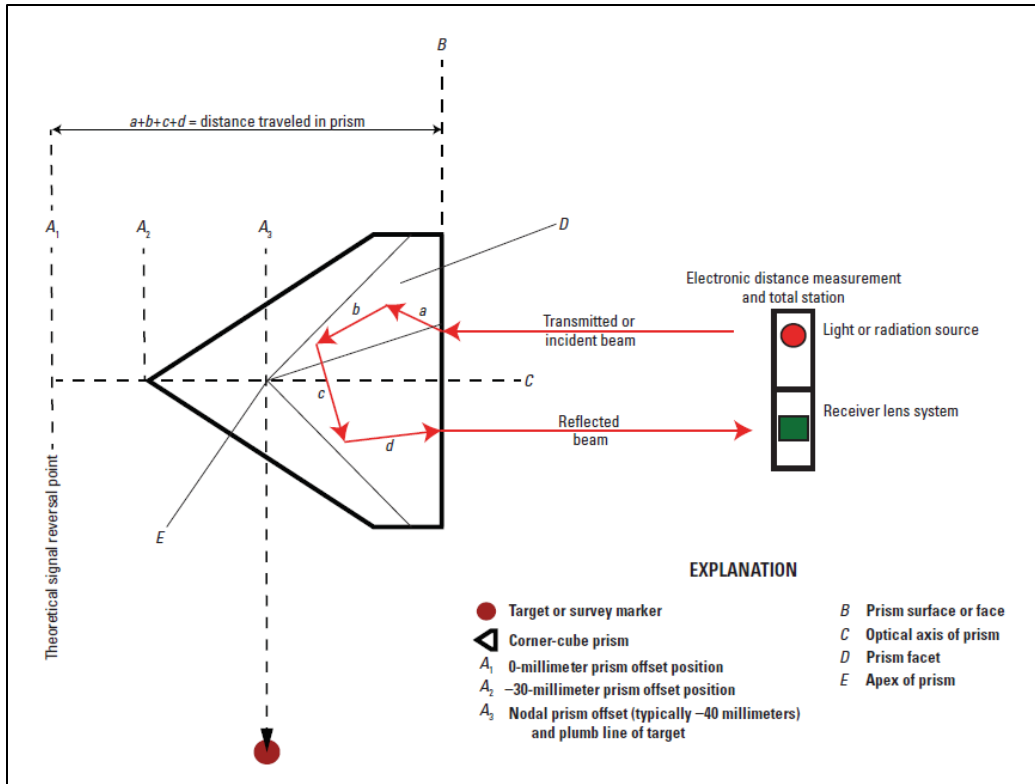 B
a+b+c+d = distance traveled in prism
A1
A2
A3
D
Electronic distance measurement
and total station
b
a
Transmitted or
incident beam
Light or radiation source
C
c
Receiver lens system
Reflected
beam
d
Theoretical signal reversal point
E
EXPLANATION
Target or survey marker
Corner-cube prism
A1 0-millimeter prism offset position
A2 –30-millimeter prism offset position
A3 Nodal prism offset (typically –40 millimeters)
and plumb line of target
B Prism surface or face
C Optical axis of prism
D Prism facet
E Apex of prism